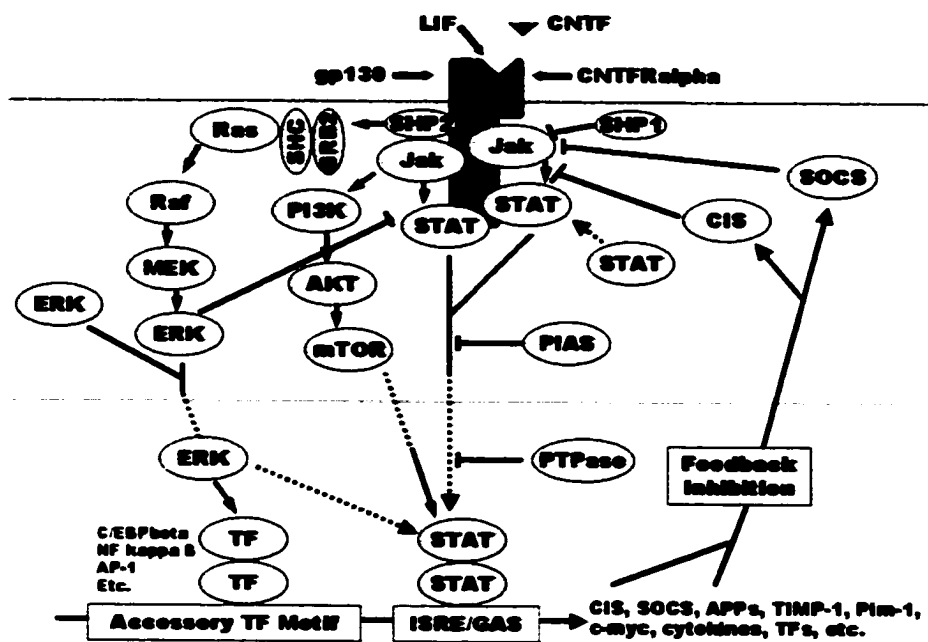 LIF
CNTF
gp130
CNTFRalpha
Ras
SHC
GRB2
SHP2
SHP1
Jak
Jak
SOCS
Raf
PI3K
STAT
STAT
CIS
MEK
AKT
STAT
ERK
ERK
mTOR
PIAS
ERK
PTPase
Feedback
Inhibition
C/EBPbeta
NF kappa B
AP-1
Etc.
TF
STAT
TF
STAT
Accessory TF Motif
ISRE/GAS
CIS, SOCS, APPs, TIMP-1, Pim-1,
c-myc, cytokines, TFs, etc.